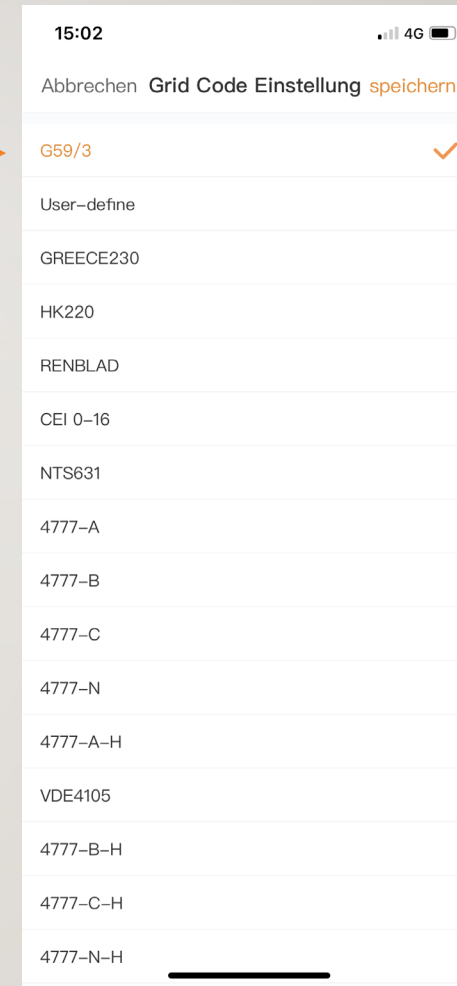 15:02 4G
Abbrechen Grid Code Einstellung speichern
G59/3
User-define
GREECE230
HK220
RENBLAD
CEI 0-16
NTS631
4777-A
4777-B
4777-C
4777-N
4777-A-H
VDE4105
4777-B-H
4777-C-H
4777-N-H